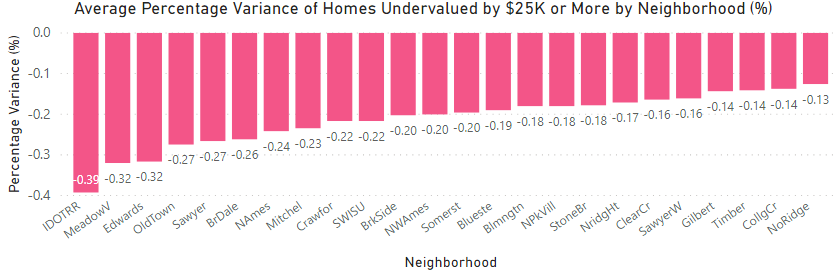 Average Percentage Variance of Homes Undervalued by $25K or More by Neighborhood (%)
Percentage Variance (%)
0.0
-0.1
-0.2
-0.3
-0.4
-0.39
-0.32
-0.32
-0.27
-0.27
-0.26
-0.24
-0.23
-0.22
-0.22
-0.20
-0.20
-0.20
-0.19
-0.18
-0.18
-0.18
-0.17
-0.16
-0.16
-0.14
-0.14
-0.14
-0.13
IDOTRR
MeadowV
Edwards
OldTown
Sawyer
BrDale
NAmes
Mitchel
Crawfor
SWISU
BrkSide
NWAmes
Somerst
Blueste
Blmngtn
NPkVill
StoneBr
NridgHt
ClearCr
SawyerW
Gilbert
Timber
CollgCr
NoRidge
Neighborhood